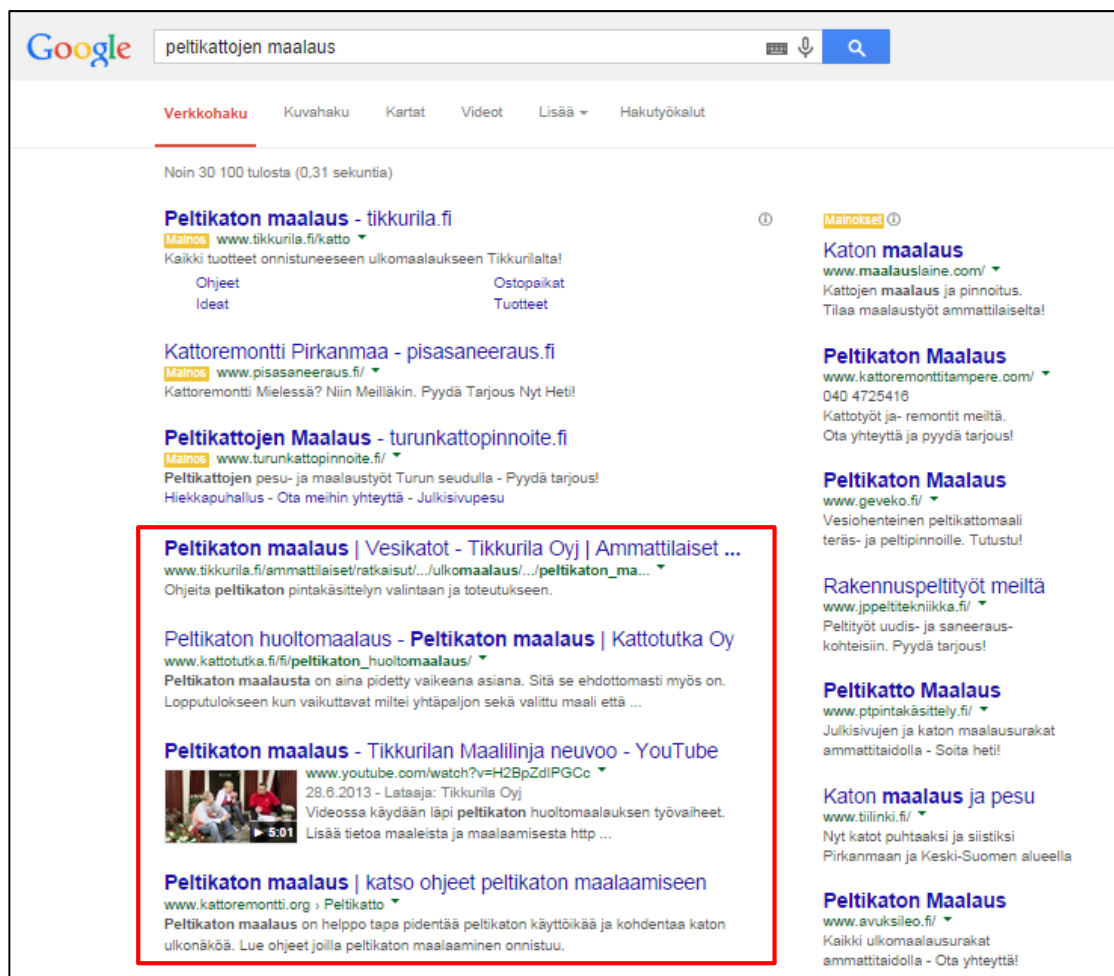 Google
peltikattojen maalaus
Verkkohaku Kuvahaku Kartat Videot Lisää Hakutyökalut
Noin 30 100 tulosta (0,31 sekuntia)
Peltikaton maalaus - tikkurila.fi
Mainos www.tikkurila.fi/katto
Kaikki tuotteet onnistuneeseen ulkomaalaukseen Tikkurilalta!
Ohjeet Ostopaikat
Ideat Tuotteet
Kattoremontti Pirkanmaa - pisasaneeraus.fi
Mainos www.pisasaneeraus.fi/
Kattoremontti Mielessä? Niin Meilläkin. Pyydä Tarjous Nyt Heti!
Peltikattojen Maalaus - turunkattopinnoite.fi
Mainos www.turunkattopinnoite.fi/
Peltikattojen pesu- ja maalaustyöt Turun seudulla - Pyydä tarjous!
Hiekkapuhallus - Ota meihin yhteyttä - Julkisivupesu
Peltikaton maalaus | Vesikatot - Tikkurila Oyj | Ammattilaiset ...
www.tikkurila.fi/ammattilaiset/ratkaisut/.../ulkomaalaus/.../peltikaton_ma...
Ohjeita peltikaton pintakäsittelyn valintaan ja toteutukseen.
Peltikaton huoltomaalaus - Peltikaton maalaus | Kattotutka Oy
www.kattotutka.fi/fi/peltikaton_huoltomaalaus/
Peltikaton maalausta on aina pidetty vaikeana asiana. Sitä se ehdottomasti myös on.
Lopputulokseen kun vaikuttavat miltei yhtäpaljon sekä valittu maali että ...
Peltikaton maalaus - Tikkurilan Maalilinja neuvoo - YouTube
www.youtube.com/watch?v=H2BpZdIPGCc
28.6.2013 - Lataaja: Tikkurila Oyj
Videossa käydään läpi peltikaton huoltomaalauksen työvaiheet.
Lisää tietoa maaleista ja maalaamisesta http ...
5:01
Peltikaton maalaus | katso ohjeet peltikaton maalaamiseen
www.kattoremontti.org › Peltikatto
Peltikaton maalaus on helppo tapa pidentää peltikaton käyttöikää ja kohdentaa katon
ulkonäköä. Lue ohjeet joilla peltikaton maalaaminen onnistuu.
Mainokset
Katon maalaus
www.maalauslaine.com/
Kattojen maalaus ja pinnoitus.
Tilaa maalaustyöt ammattilaiselta!
Peltikaton Maalaus
www.kattoremonttitampere.com/
040 4725416
Kattotyöt ja- remontit meiltä.
Ota yhteyttä ja pyydä tarjous!
Peltikaton Maalaus
www.geveko.fi/
Vesiohenteinen peltikattomaali
teräs- ja peltipinnoille. Tutustu!
Rakennuspeltityöt meiltä
www.jppeltitekniikka.fi/
Peltityöt uudis- ja saneeraus-
kohteisiin. Pyydä tarjous!
Peltikatto Maalaus
www.ptpintakäsittely.fi/
Julkisivujen ja katon maalausurakat
ammattitaidolla - Soita heti!
Katon maalaus ja pesu
www.tiilinki.fi/
Nyt katot puhtaaksi ja siistiksi
Pirkanmaan ja Keski-Suomen alueella
Peltikaton Maalaus
www.avuksileo.fi/
Kaikki ulkomaalausurakat
ammattitaidolla - Ota yhteyttä!